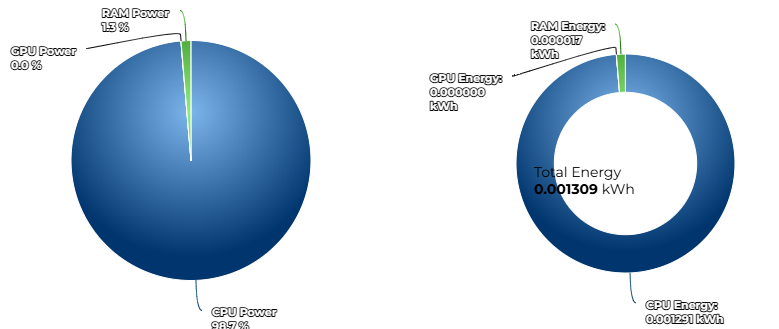 RAM Power
1.3 %
GPU Power
0.0 %
CPU Power
98.7 %
RAM Energy:
0.000017
kWh
GPU Energy:
0.000000
kWh
Total Energy
0.001309 kWh
CPU Energy:
0.001291 kWh